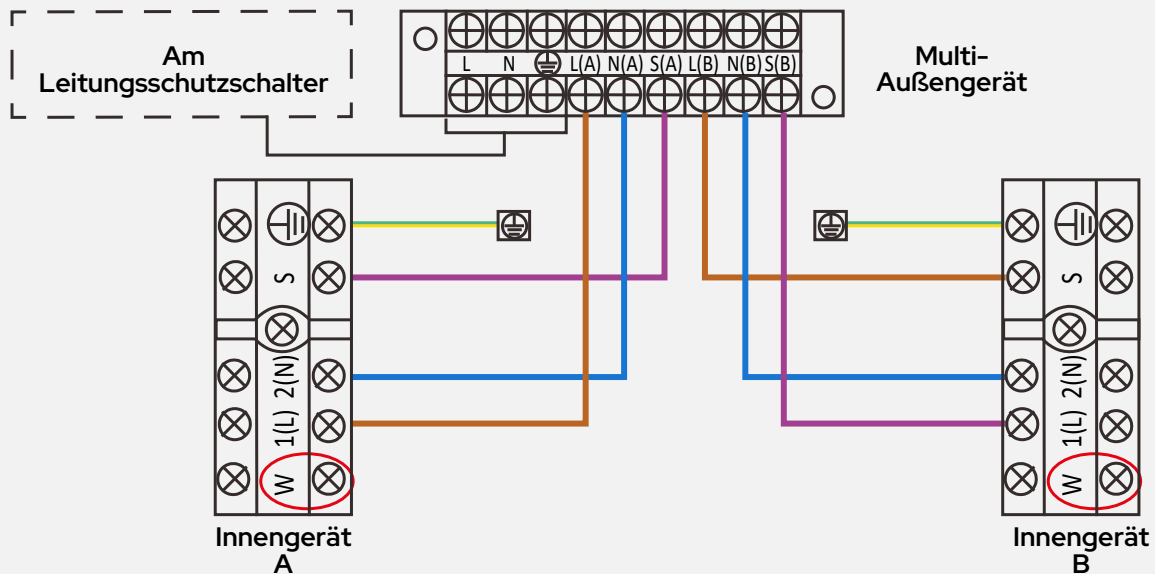 Am
Leitungsschutzschalter
L N L(A) N(A) S(A) L(B) N(B) S(B)
Multi-
Außengerät
S
2(N)
1(L)
W
Innengerät
A
S
2(N)
1(L)
W
Innengerät
B